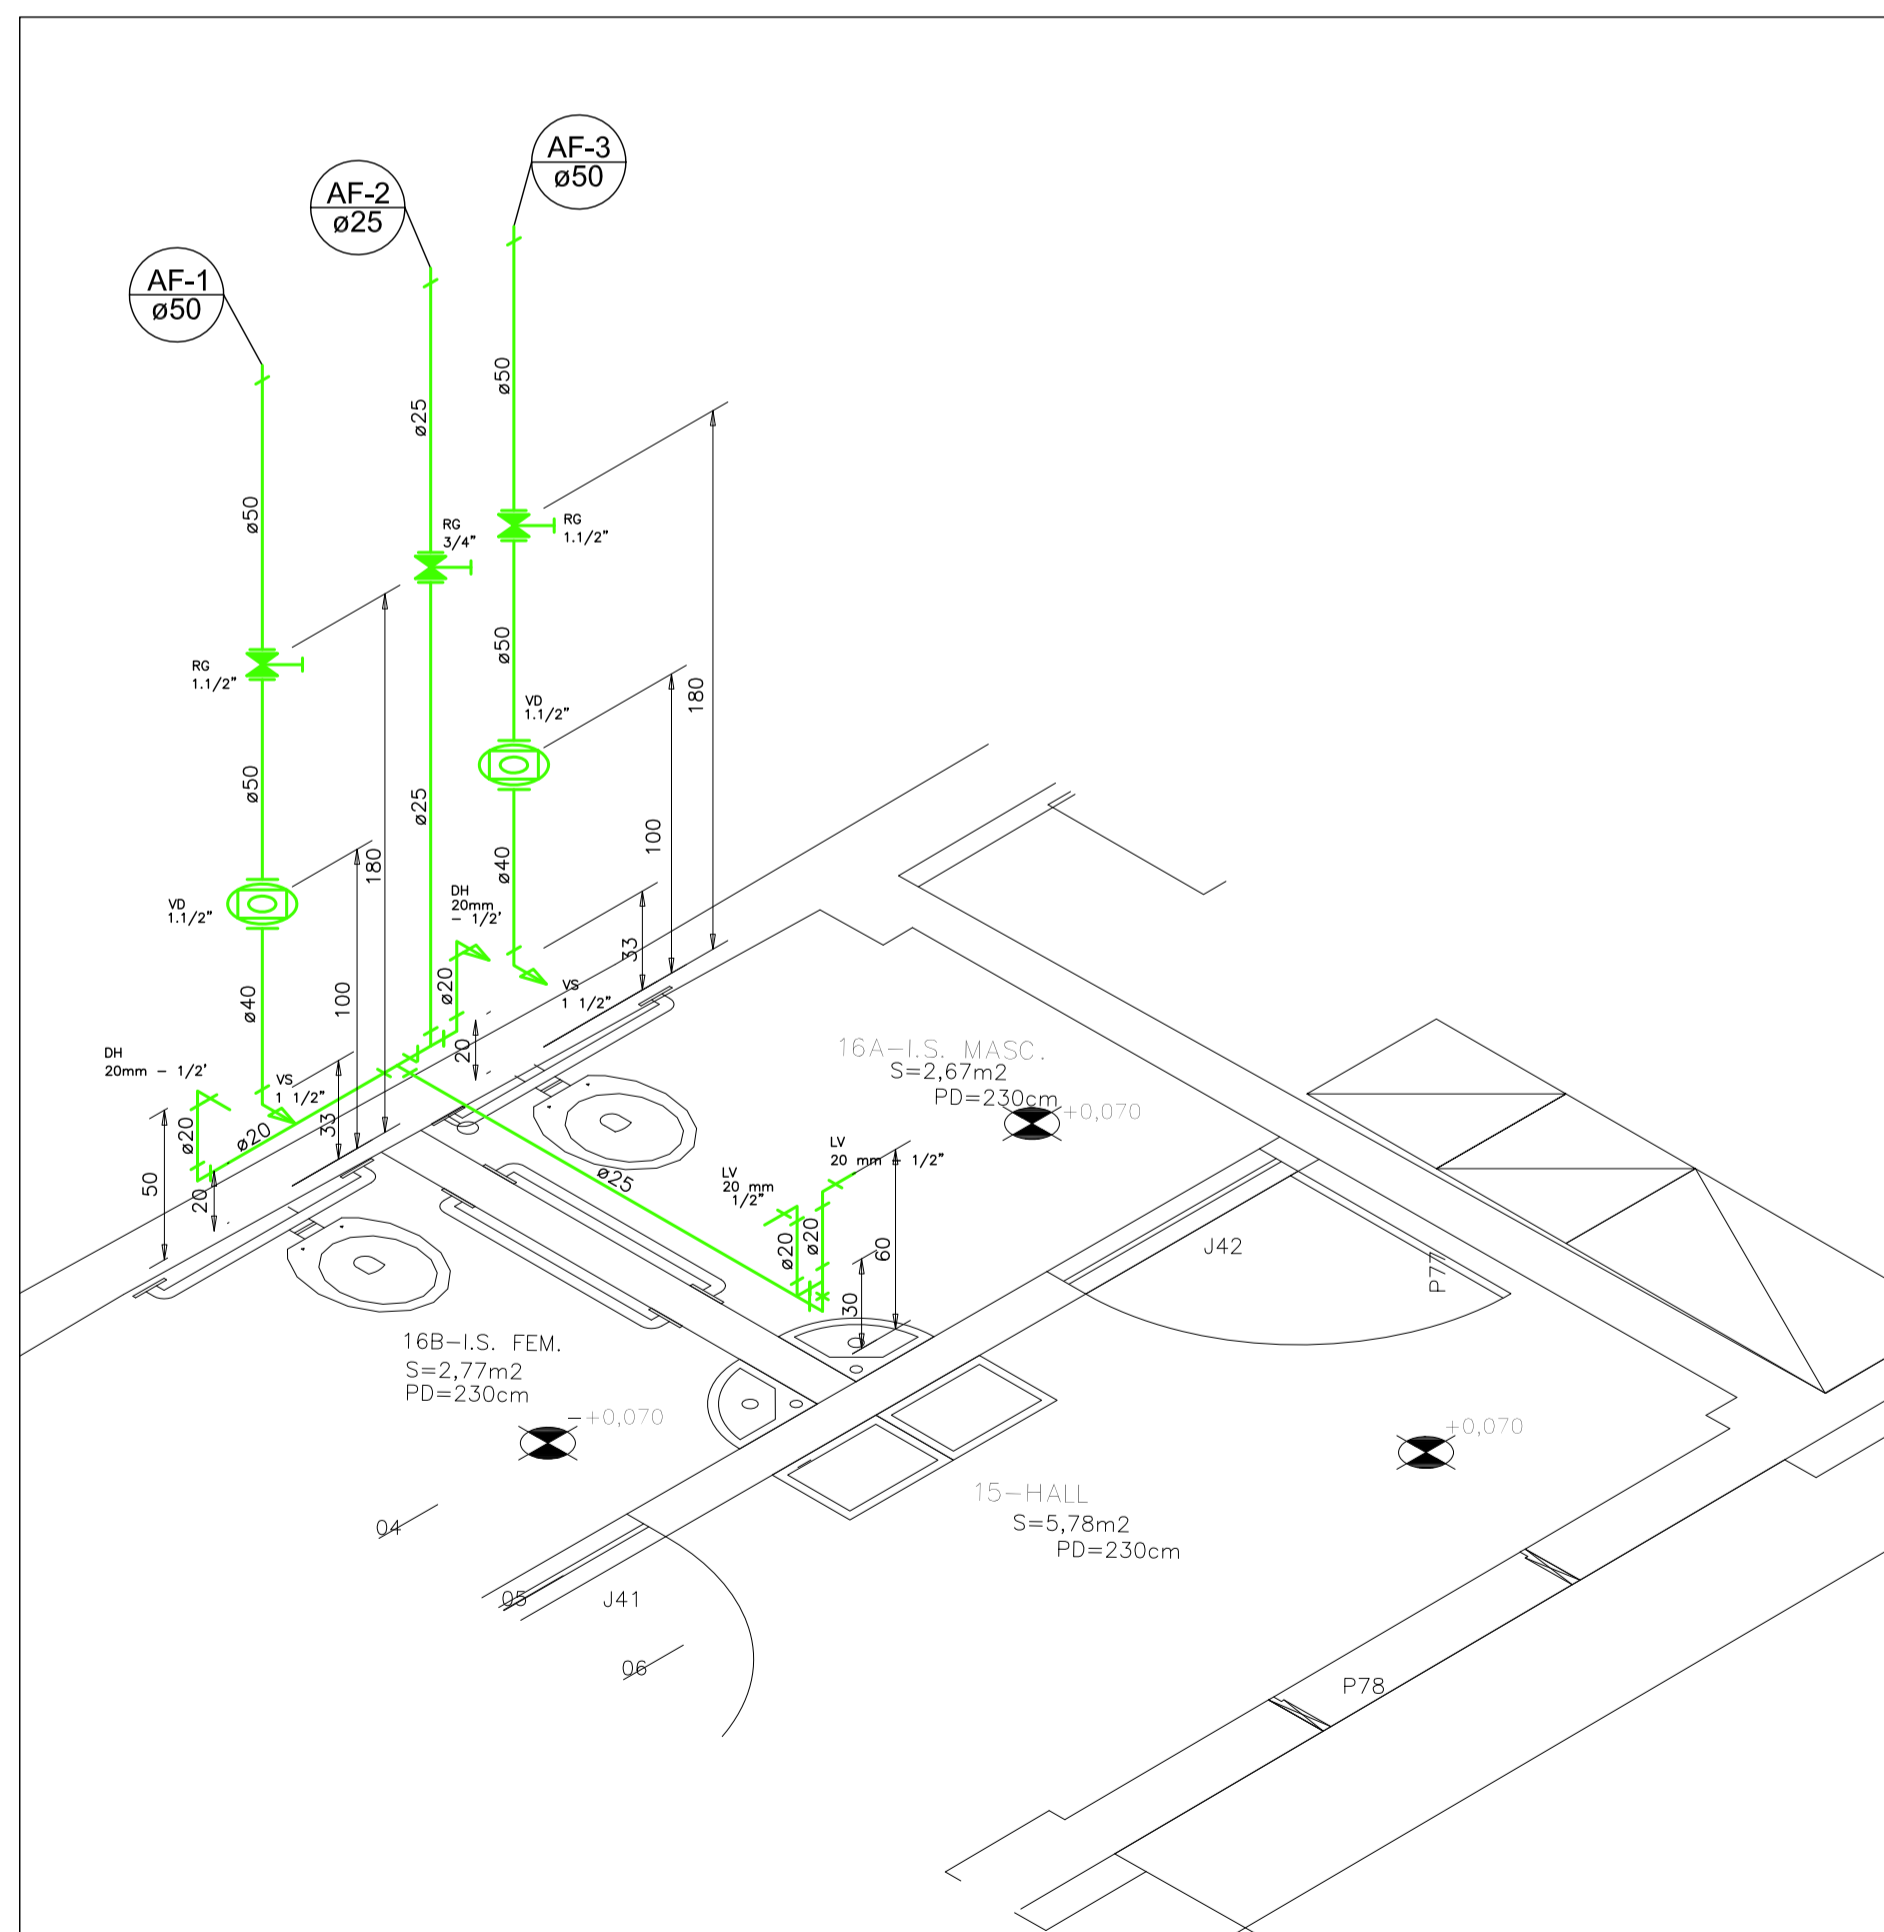 AF-3
ø50
AF-2
ø25
AF-1
ø50
ø50
ø25
ø50
RG
1.1/2"
RG
3/4"
ø50
RG
1.1/2"
180
VD
1.1/2"
ø50
ø25
100
180
ø40
VD
1.1/2"
DH
20mm
- 1/2'
33
ø20
VS
1 1/2"
100
ø40
20
DH
20mm - 1/2'
VS
1 1/2"
33
ø20
ø20
50
20
16A-I.S. MASC.
S=2,67m2
PD=230cm
+0,070
LV
20 mm - 1/2"
LV
20 mm
1/2"
ø25
ø20
ø20
60
30
J42
P77
16B-I.S. FEM.
S=2,77m2
PD=230cm
+0,070
+0,070
15-HALL
S=5,78m2
PD=230cm
04
05
J41
06
P78